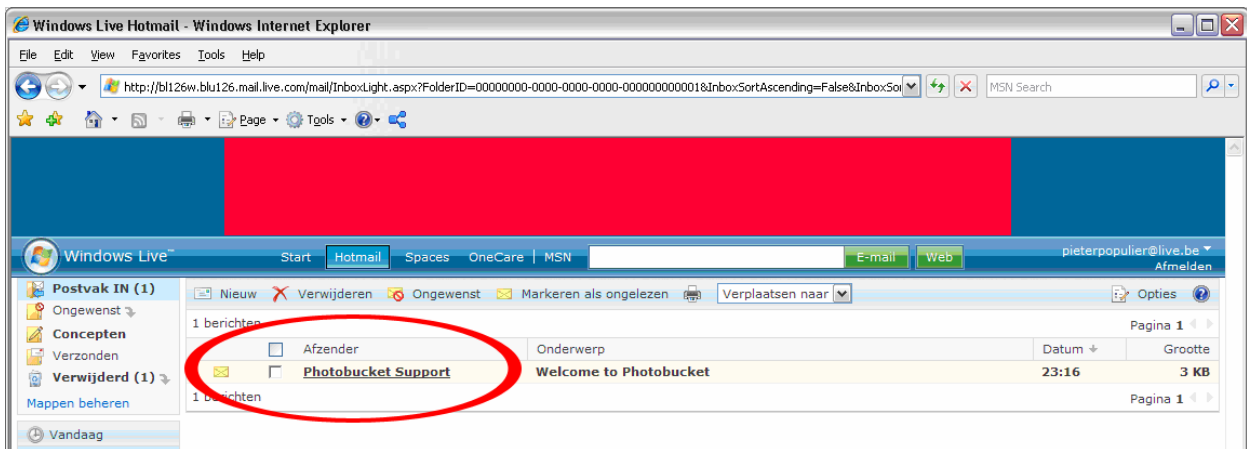 Windows Live Hotmail - Windows Internet Explorer
File Edit View Favorites Tools Help
http://bl126w.blu126.mail.live.com/mail/InboxLight.aspx?FolderID=00000000-0000-0000-0000-000000000001&InboxSortAscending=False&InboxSor MSN Search
Page Tools
Windows Live™ Start Hotmail Spaces OneCare | MSN E-mail Web pieterpopulier@live.be
Afmelden
Postvak IN (1) Nieuw Verwijderen Ongewenst Markeren als ongelezen Verplaatsen naar Opties
Ongewenst
1 berichten Pagina 1
Concepten
Afzender Onderwerp Datum Grootte
Verzonden
Photobucket Support Welcome to Photobucket 23:16 3 KB
Verwijderd (1)
1 berichten Pagina 1
Mappen beheren
Vandaag